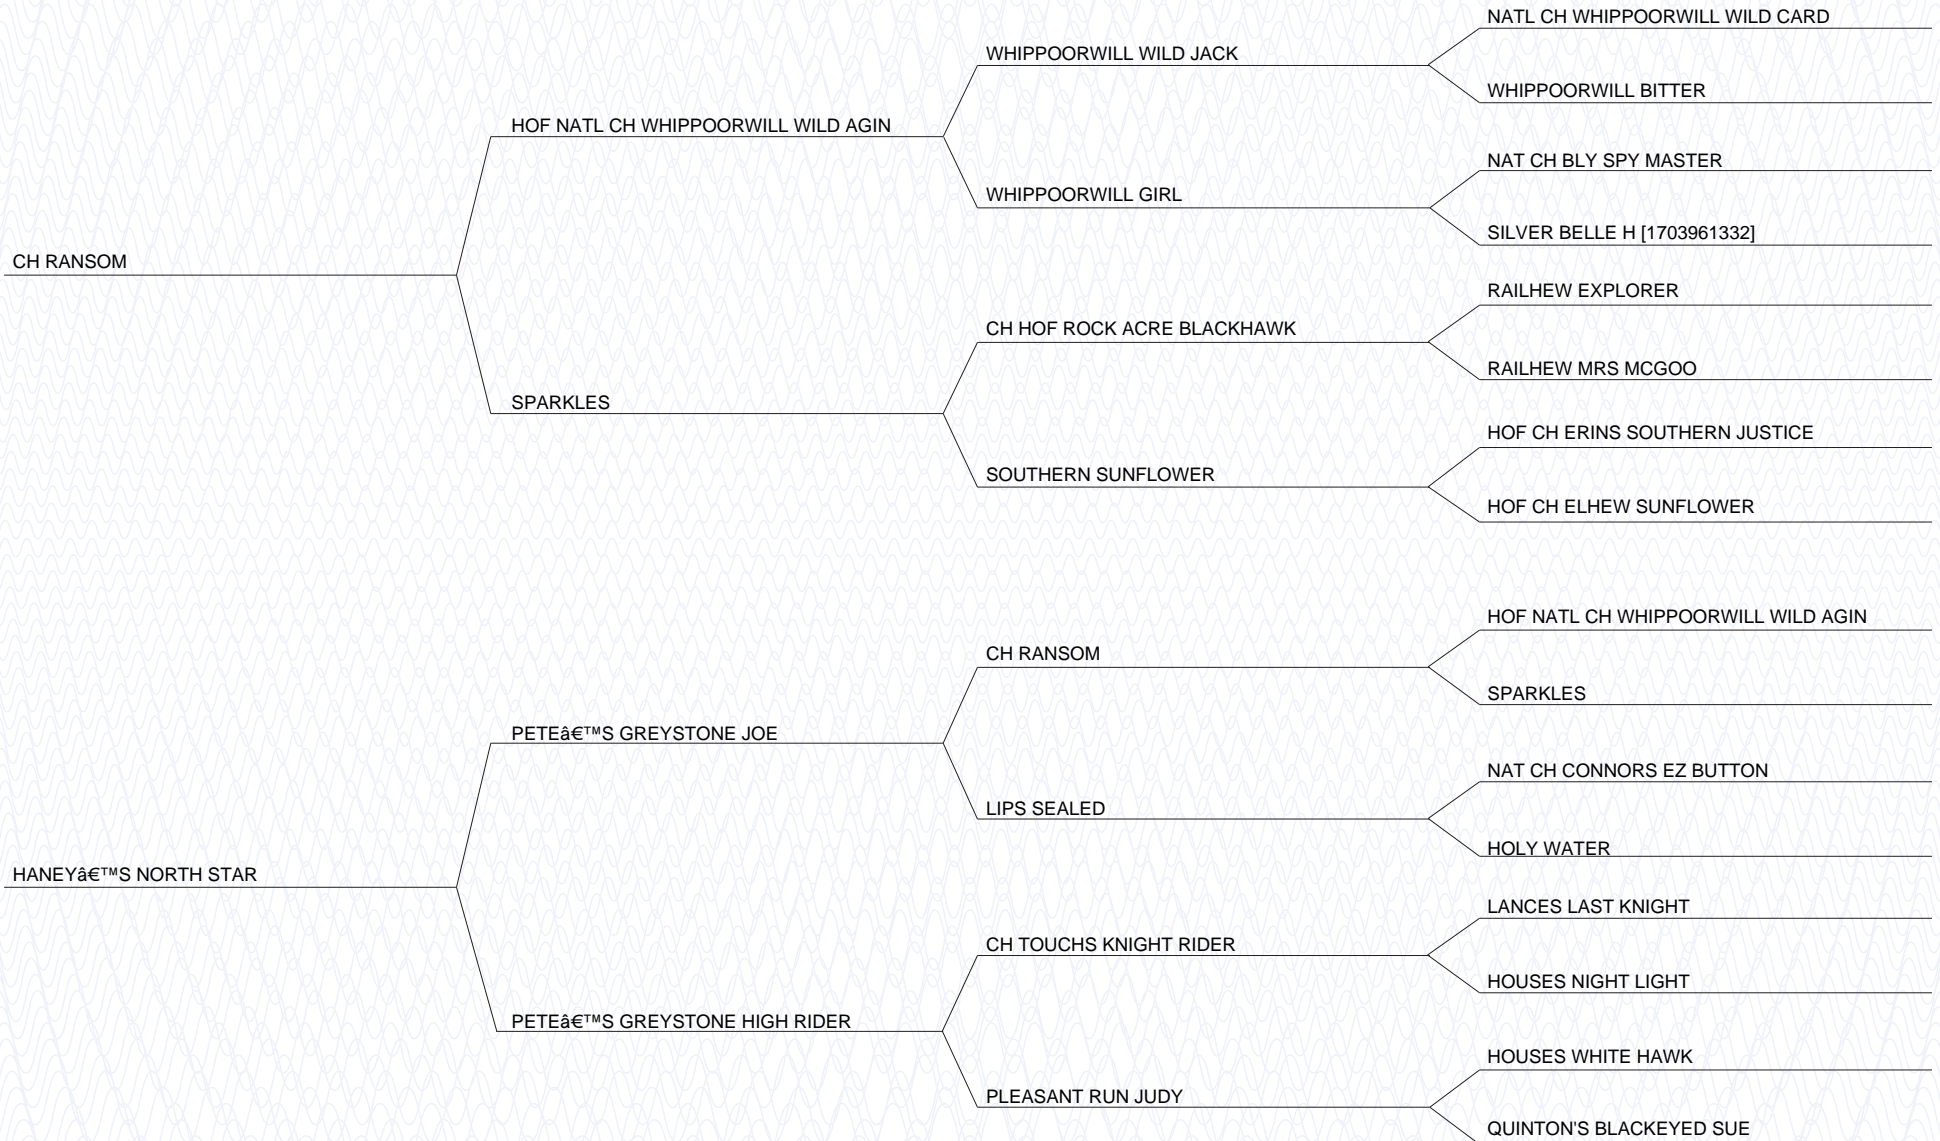 NATL CH WHIPPOORWILL WILD CARD
WHIPPOORWILL WILD JACK
WHIPPOORWILL BITTER
HOF NATL CH WHIPPOORWILL WILD AGIN
NAT CH BLY SPY MASTER
WHIPPOORWILL GIRL
SILVER BELLE H [1703961332]
CH RANSOM
RAILHEW EXPLORER
CH HOF ROCK ACRE BLACKHAWK
RAILHEW MRS MCGOO
SPARKLES
HOF CH ERINS SOUTHERN JUSTICE
SOUTHERN SUNFLOWER
HOF CH ELHEW SUNFLOWER
HOF NATL CH WHIPPOORWILL WILD AGIN
CH RANSOM
SPARKLES
PETEâ€™S GREYSTONE JOE
NAT CH CONNORS EZ BUTTON
LIPS SEALED
HOLY WATER
HANEYâ€™S NORTH STAR
LANCES LAST KNIGHT
CH TOUCHS KNIGHT RIDER
HOUSES NIGHT LIGHT
PETEâ€™S GREYSTONE HIGH RIDER
HOUSES WHITE HAWK
PLEASANT RUN JUDY
QUINTON'S BLACKEYED SUE